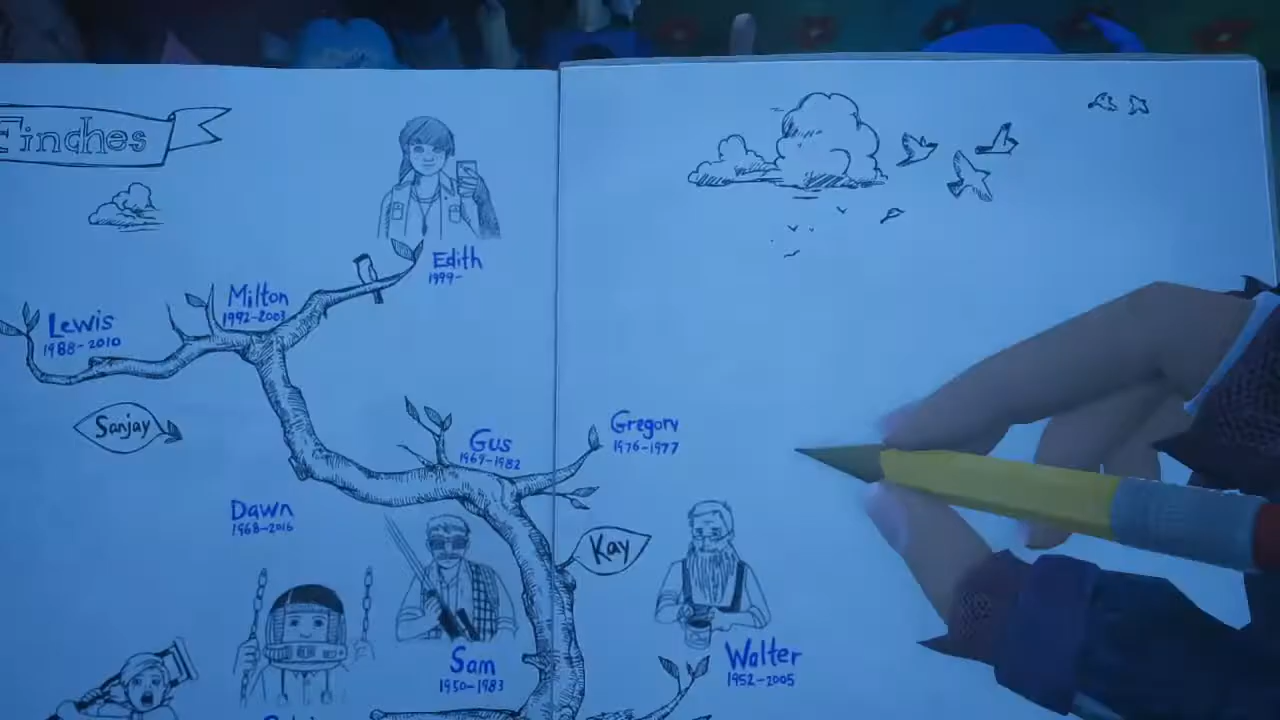 Finches
Edith
1999-
Milton
1992-2003
Lewis
1988-2010
Sanjay
Gregory
1976-1977
Gus
1969-1982
Dawn
1968-2016
Kay
Sam
1950-1983
Walter
1952-2005